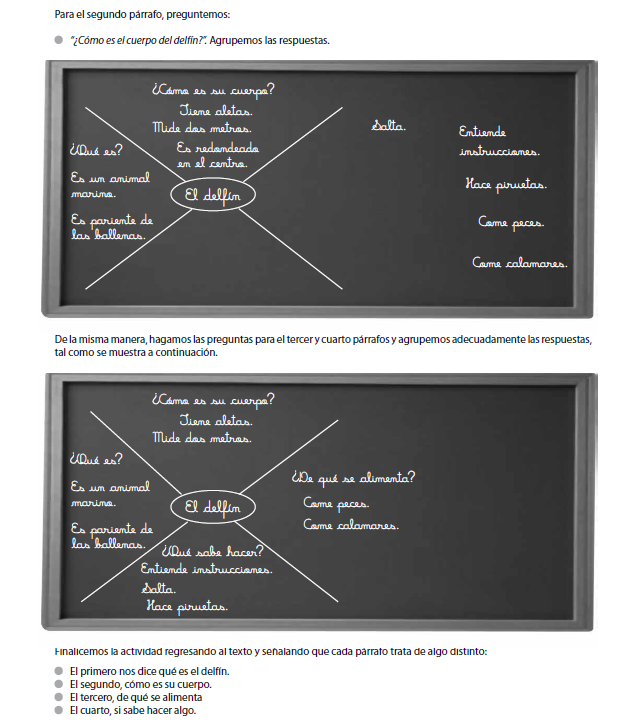 Para el segundo párrafo, preguntemos:
"¿Cómo es el cuerpo del delfín?". Agrupemos las respuestas.
¿Cómo es su cuerpo?
Tiene aletas.
Mide dos metros.
Es redondeado
en el centro.
¿Qué es?
Es un animal
marino.
Es pariente de
las ballenas.
El delfín
Salta.
Entiende
instrucciones.
Hace piruetas.
Come peces.
Come calamares.
De la misma manera, hagamos las preguntas para el tercer y cuarto párrafos y agrupemos adecuadamente las respuestas,
tal como se muestra a continuación.
¿Cómo es su cuerpo?
Tiene aletas.
Mide dos metros.
¿Qué es?
Es un animal
marino.
Es pariente de
las ballenas.
El delfín
¿De qué se alimenta?
Come peces.
Come calamares.
¿Qué sabe hacer?
Entiende instrucciones.
Salta.
Hace piruetas.
Finalicemos la actividad regresando al texto y señalando que cada párrafo trata de algo distinto:
El primero nos dice qué es el delfín.
El segundo, cómo es su cuerpo.
El tercero, de qué se alimenta
El cuarto, si sabe hacer algo.